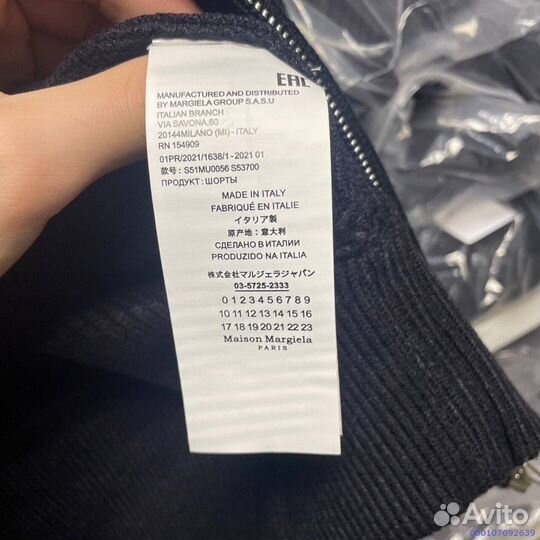 EAC
MANUFACTURED AND DISTRIBUTED
BY MARGIELA GROUP S.A.S.U
ITALIAN BRANCH
VIA SAVONA,60
20144MILANO (MI) - ITALY
RN 154909
01PR/2021/1638/1 - 2021 01
款号: S51MU0056 S53700
ПРОДУКТ: ШОРТЫ
MADE IN ITALY
FABRIQUÉ EN ITALIE
イタリア製
原产地: 意大利
СДЕЛАНО В ИТАЛИИ
PRODUZIDO NA ITALIA
株式会社マルジェラジャパン
03-5725-2333
0 1 2 3 4 5 6 7 8 9
10 11 12 13 14 15 16
17 18 19 20 21 22 23
Maison Margiela
PARIS
Avito
000107092639